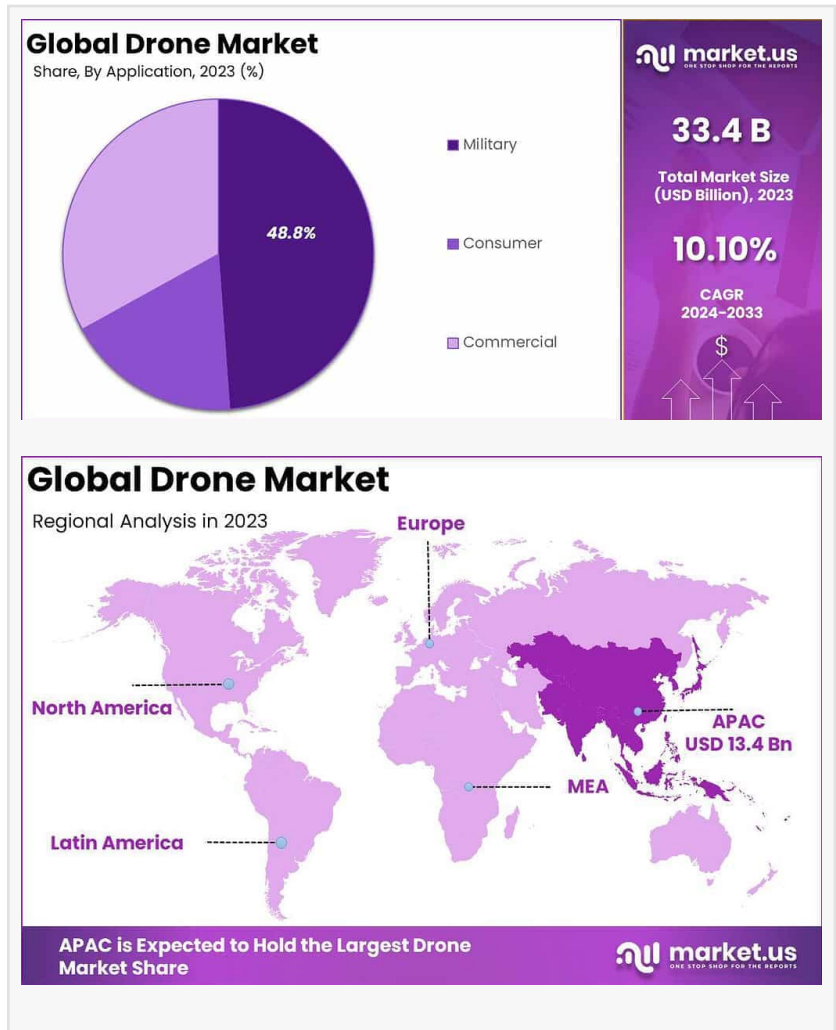 Global Drone Market
Share, By Application, 2023 (%)
48.8%
Military
Consumer
Commercial
market.us
ONE STOP SHOP FOR THE REPORTS
33.4 B
Total Market Size
(USD Billion), 2023
10.10%
CAGR
2024-2033
$
Global Drone Market
Regional Analysis in 2023
Europe
North America
APAC
USD 13.4 Bn
MEA
Latin America
APAC is Expected to Hold the Largest Drone
Market Share
market.us
ONE STOP SHOP FOR THE REPORTS